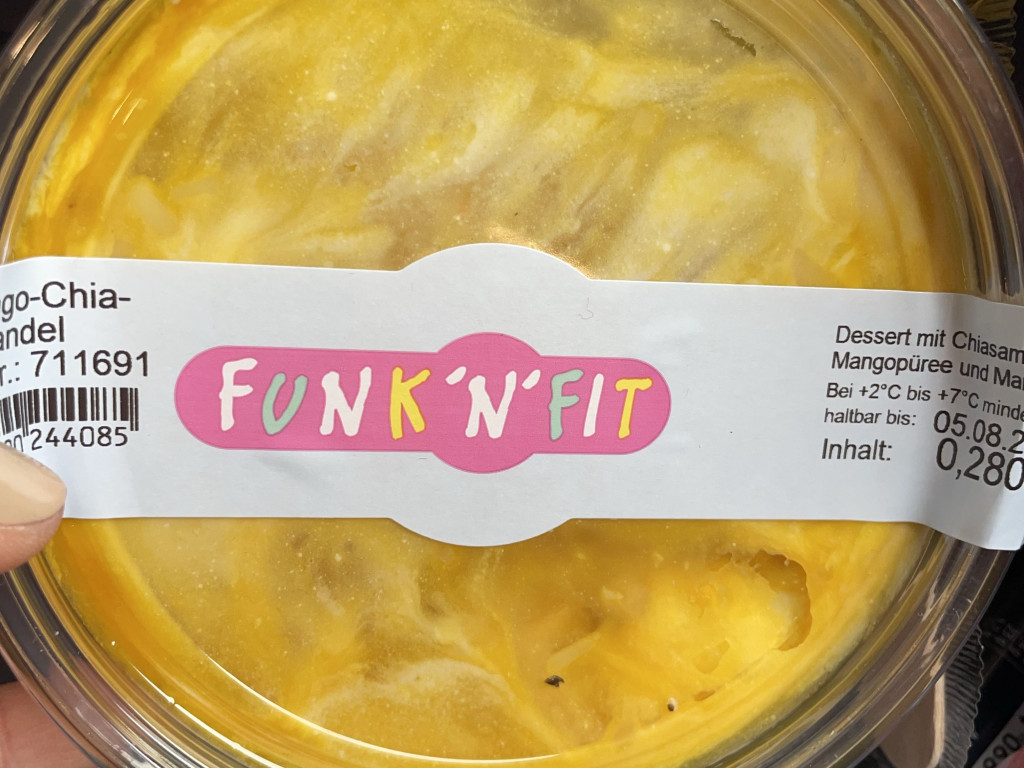 go-Chia-
andel
r.: 711691
244085
FUNK'N'FIT
Dessert mit Chiasam
Mangopüree und Ma
Bei +2°C bis +7°C minde
haltbar bis: 05.08.2
Inhalt: 0,280